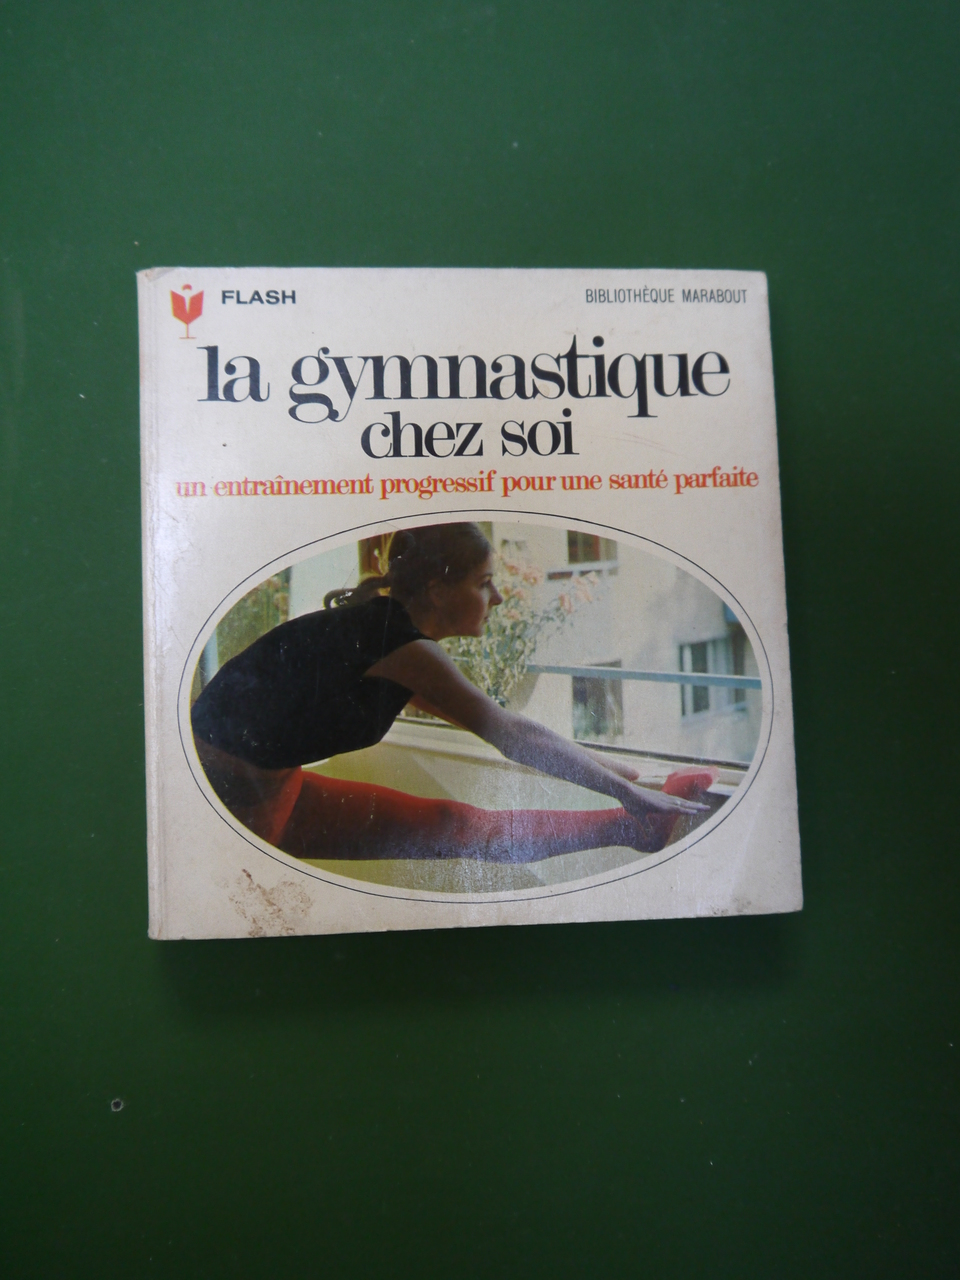 FLASH
BIBLIOTHÈQUE MARABOUT
la gymnastique
chez soi
un entraînement progressif pour une santé parfaite